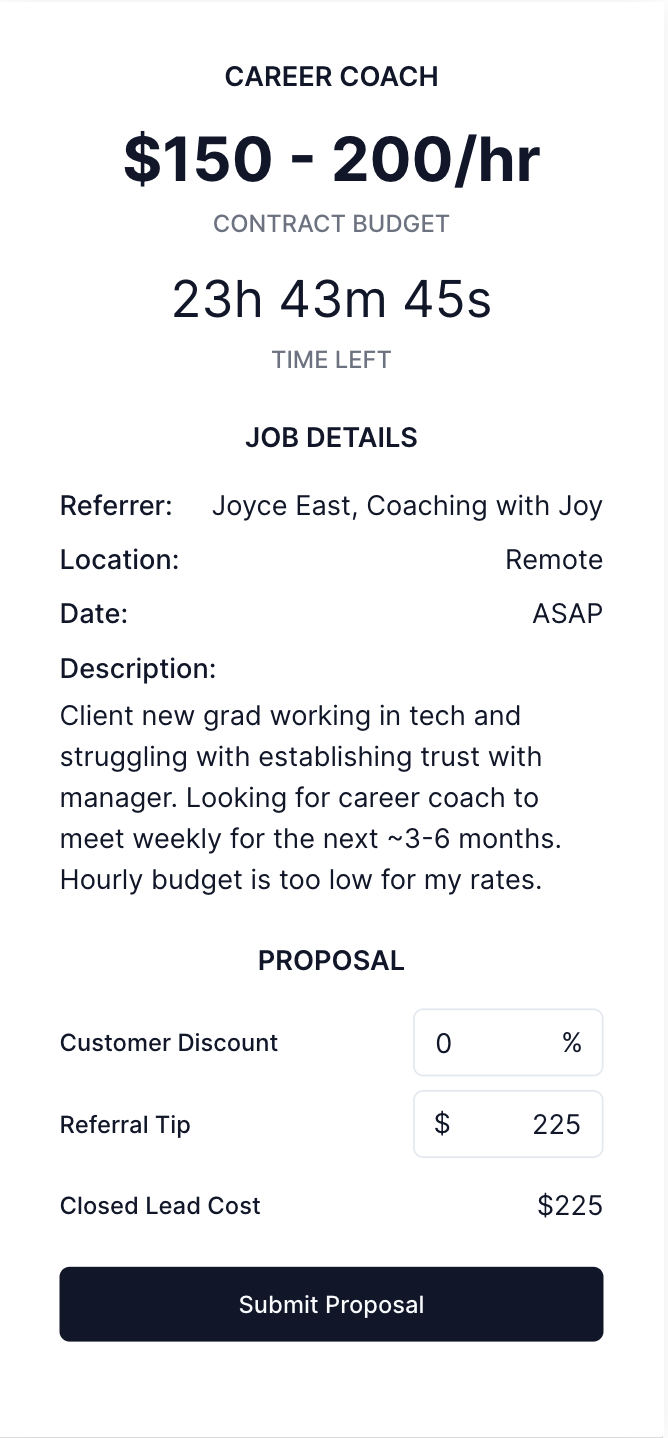 CAREER COACH
$150 - 200/hr
CONTRACT BUDGET
23h 43m 45s
TIME LEFT
JOB DETAILS
Referrer: Joyce East, Coaching with Joy
Location: Remote
Date: ASAP
Description:
Client new grad working in tech and
struggling with establishing trust with
manager. Looking for career coach to
meet weekly for the next ~3-6 months.
Hourly budget is too low for my rates.
PROPOSAL
Customer Discount 0 %
Referral Tip $ 225
Closed Lead Cost $225
Submit Proposal